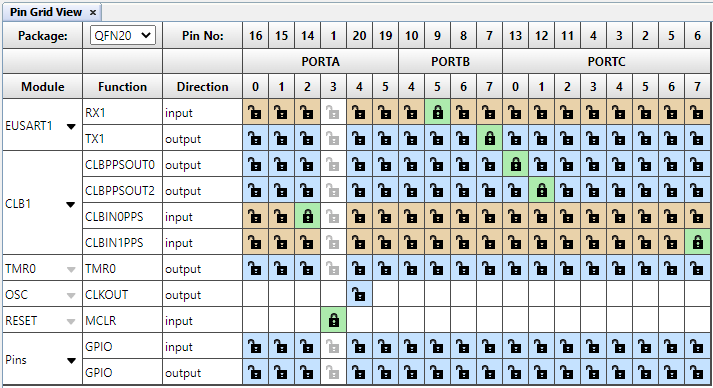 Pin Grid View ×
Package: QFN20 Pin No: 16 15 14 1 20 19 10 9 8 7 13 12 11 4 3 2 5 6
PORTA PORTB PORTC
Module Function Direction 0 1 2 3 4 5 4 5 6 7 0 1 2 3 4 5 6 7
EUSART1 RX1 input
TX1 output
CLB1 CLBPPSOUT0 output
CLBPPSOUT2 output
CLBIN0PPS input
CLBIN1PPS input
TMR0 TMR0 output
OSC CLKOUT output
RESET MCLR input
Pins GPIO input
GPIO output